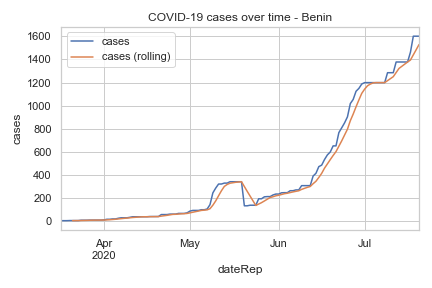 COVID-19 cases over time - Benin
cases
cases (rolling)
1600
1400
1200
1000
800
600
400
200
0
cases
Apr
2020
May
Jun
Jul
dateRep